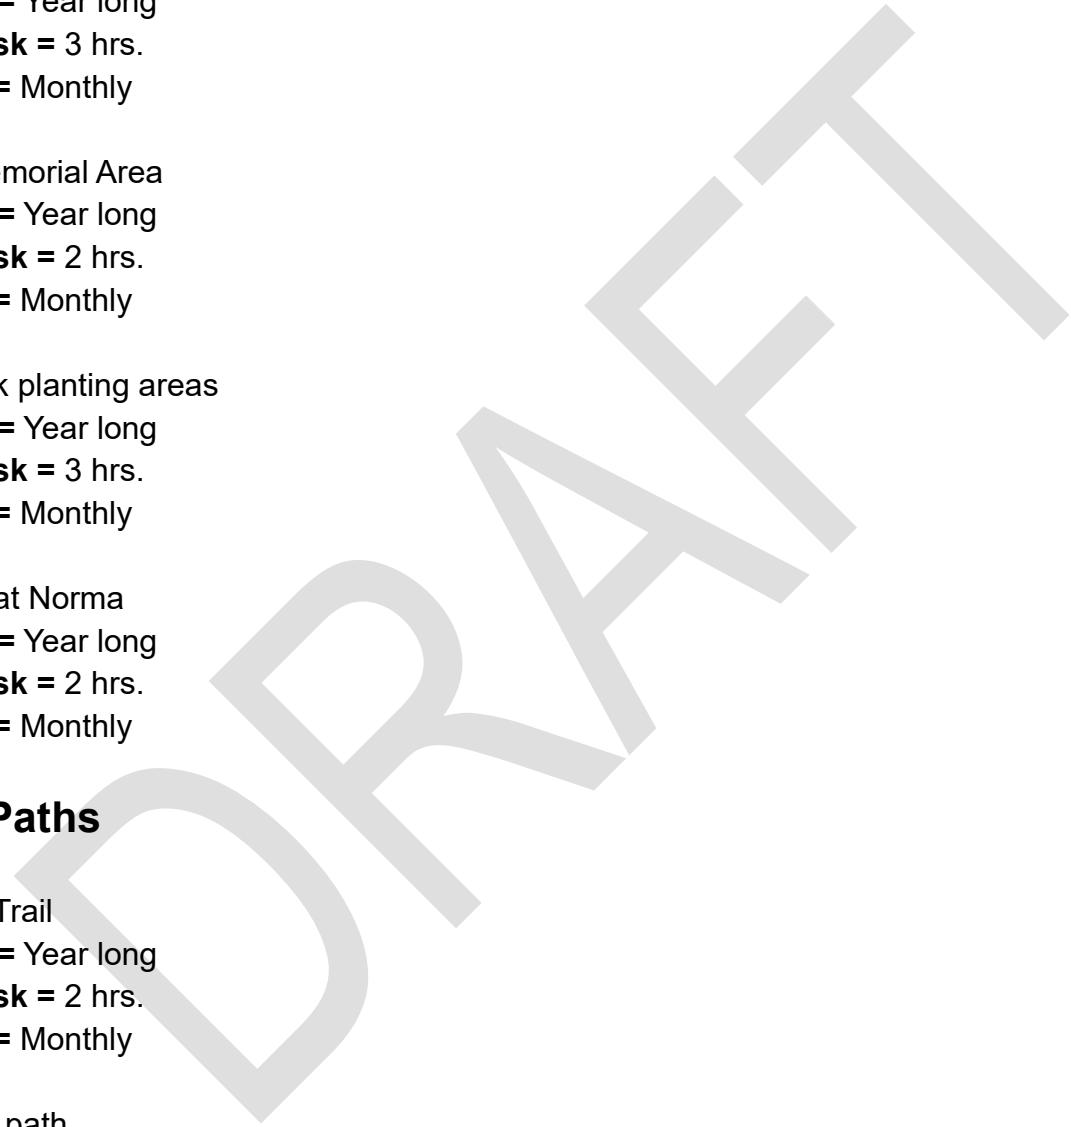 = Year long
sk = 3 hrs.
= Monthly
emorial Area
= Year long
sk = 2 hrs.
= Monthly
k planting areas
= Year long
sk = 3 hrs.
= Monthly
at Norma
= Year long
sk = 2 hrs.
= Monthly
Paths
Trail
= Year long
sk = 2 hrs.
= Monthly
path
DRAFT